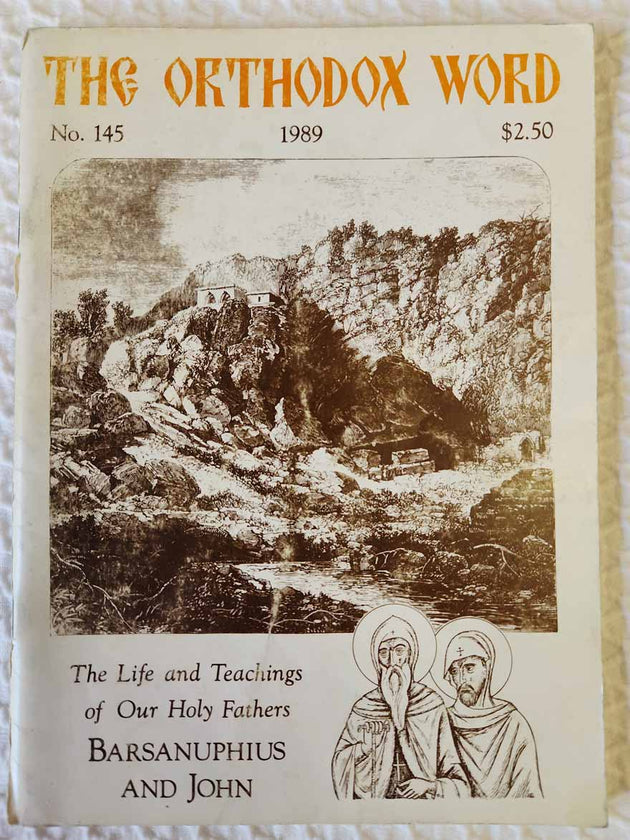 THE ORTHODOX WORD
No. 145 1989 $2.50
The Life and Teachings
of Our Holy Fathers
BARSANUPHIUS
AND JOHN